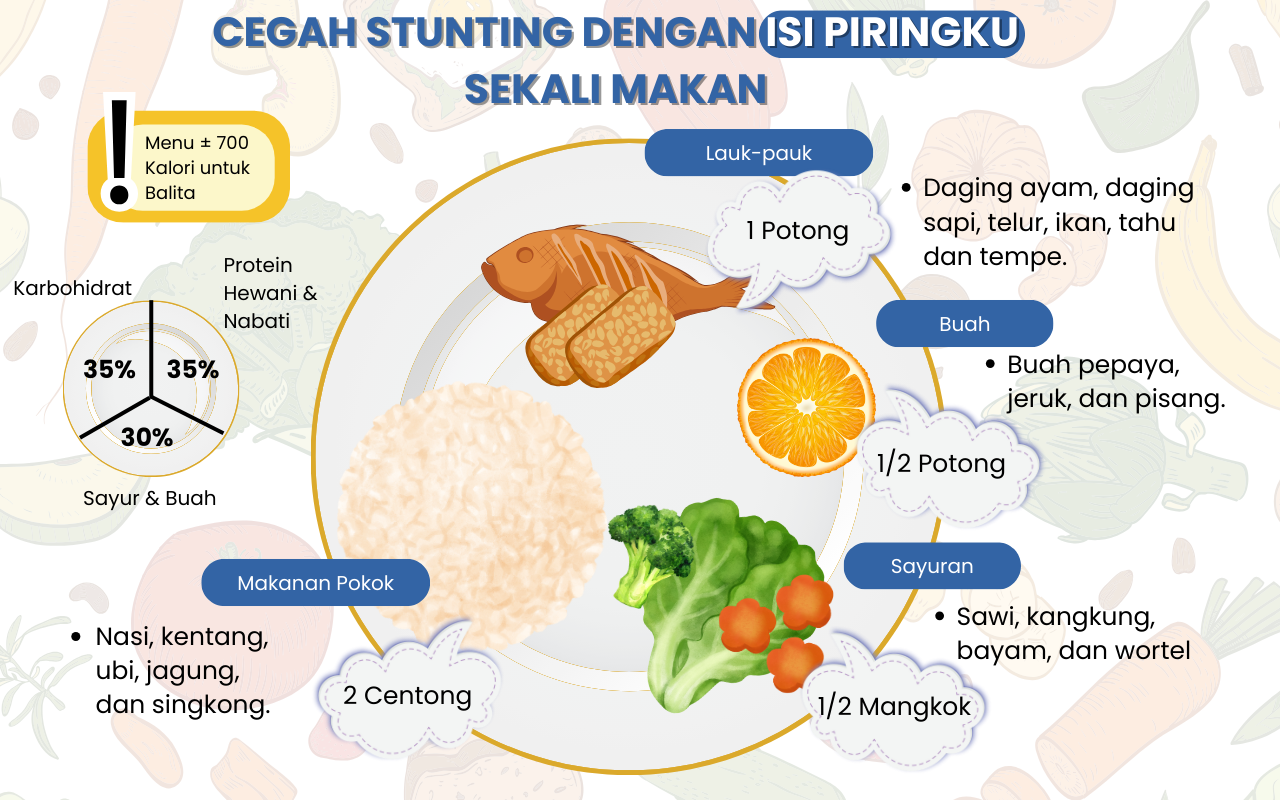 CEGAH STUNTING DENGAN ISI PIRINGKU
SEKALI MAKAN
Menu ± 700
Kalori untuk
Balita
Karbohidrat
Protein
Hewani &
Nabati
35%
35%
30%
Sayur & Buah
Lauk-pauk
1 Potong
• Daging ayam, daging
sapi, telur, ikan, tahu
dan tempe.
Buah
• Buah pepaya,
jeruk, dan pisang.
1/2 Potong
Sayuran
• Sawi, kangkung,
bayam, dan wortel
1/2 Mangkok
Makanan Pokok
• Nasi, kentang,
ubi, jagung,
dan singkong.
2 Centong